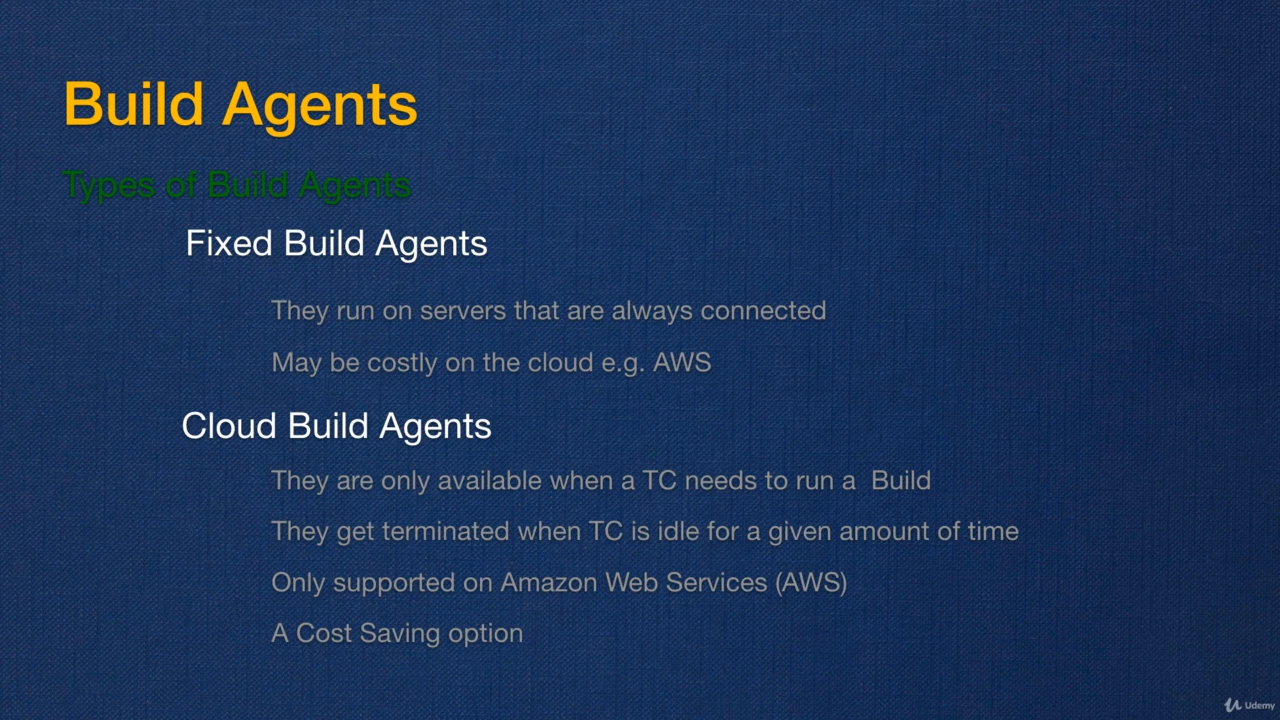 Build Agents
Types of Build Agents
Fixed Build Agents
They run on servers that are always connected
May be costly on the cloud e.g. AWS
Cloud Build Agents
They are only available when a TC needs to run a  Build
They get terminated when TC is idle for a given amount of time
Only supported on Amazon Web Services (AWS)
A Cost Saving option
Udemy